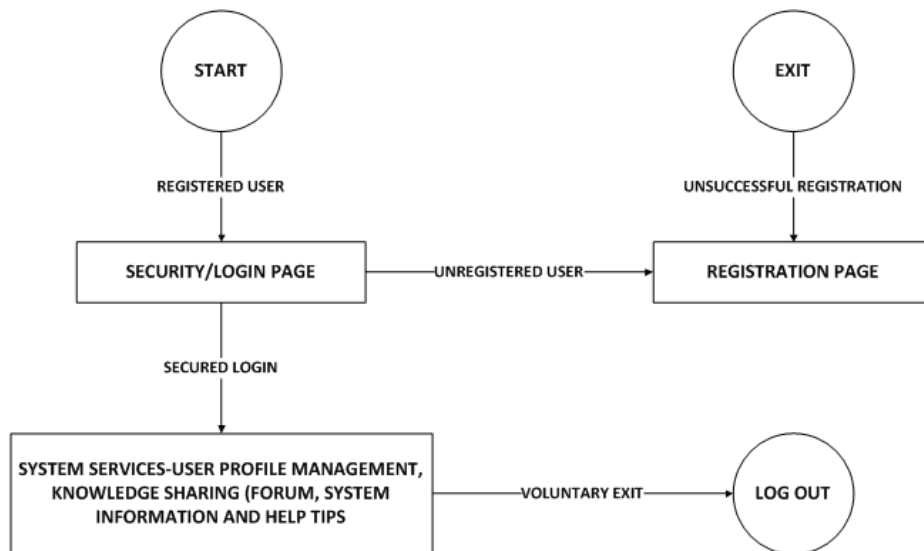 START
EXIT
REGISTERED USER
UNSUCCESSFUL REGISTRATION
SECURITY/LOGIN PAGE
UNREGISTERED USER
REGISTRATION PAGE
SECURED LOGIN
SYSTEM SERVICES-USER PROFILE MANAGEMENT,
KNOWLEDGE SHARING (FORUM, SYSTEM
INFORMATION AND HELP TIPS
VOLUNTARY EXIT
LOG OUT